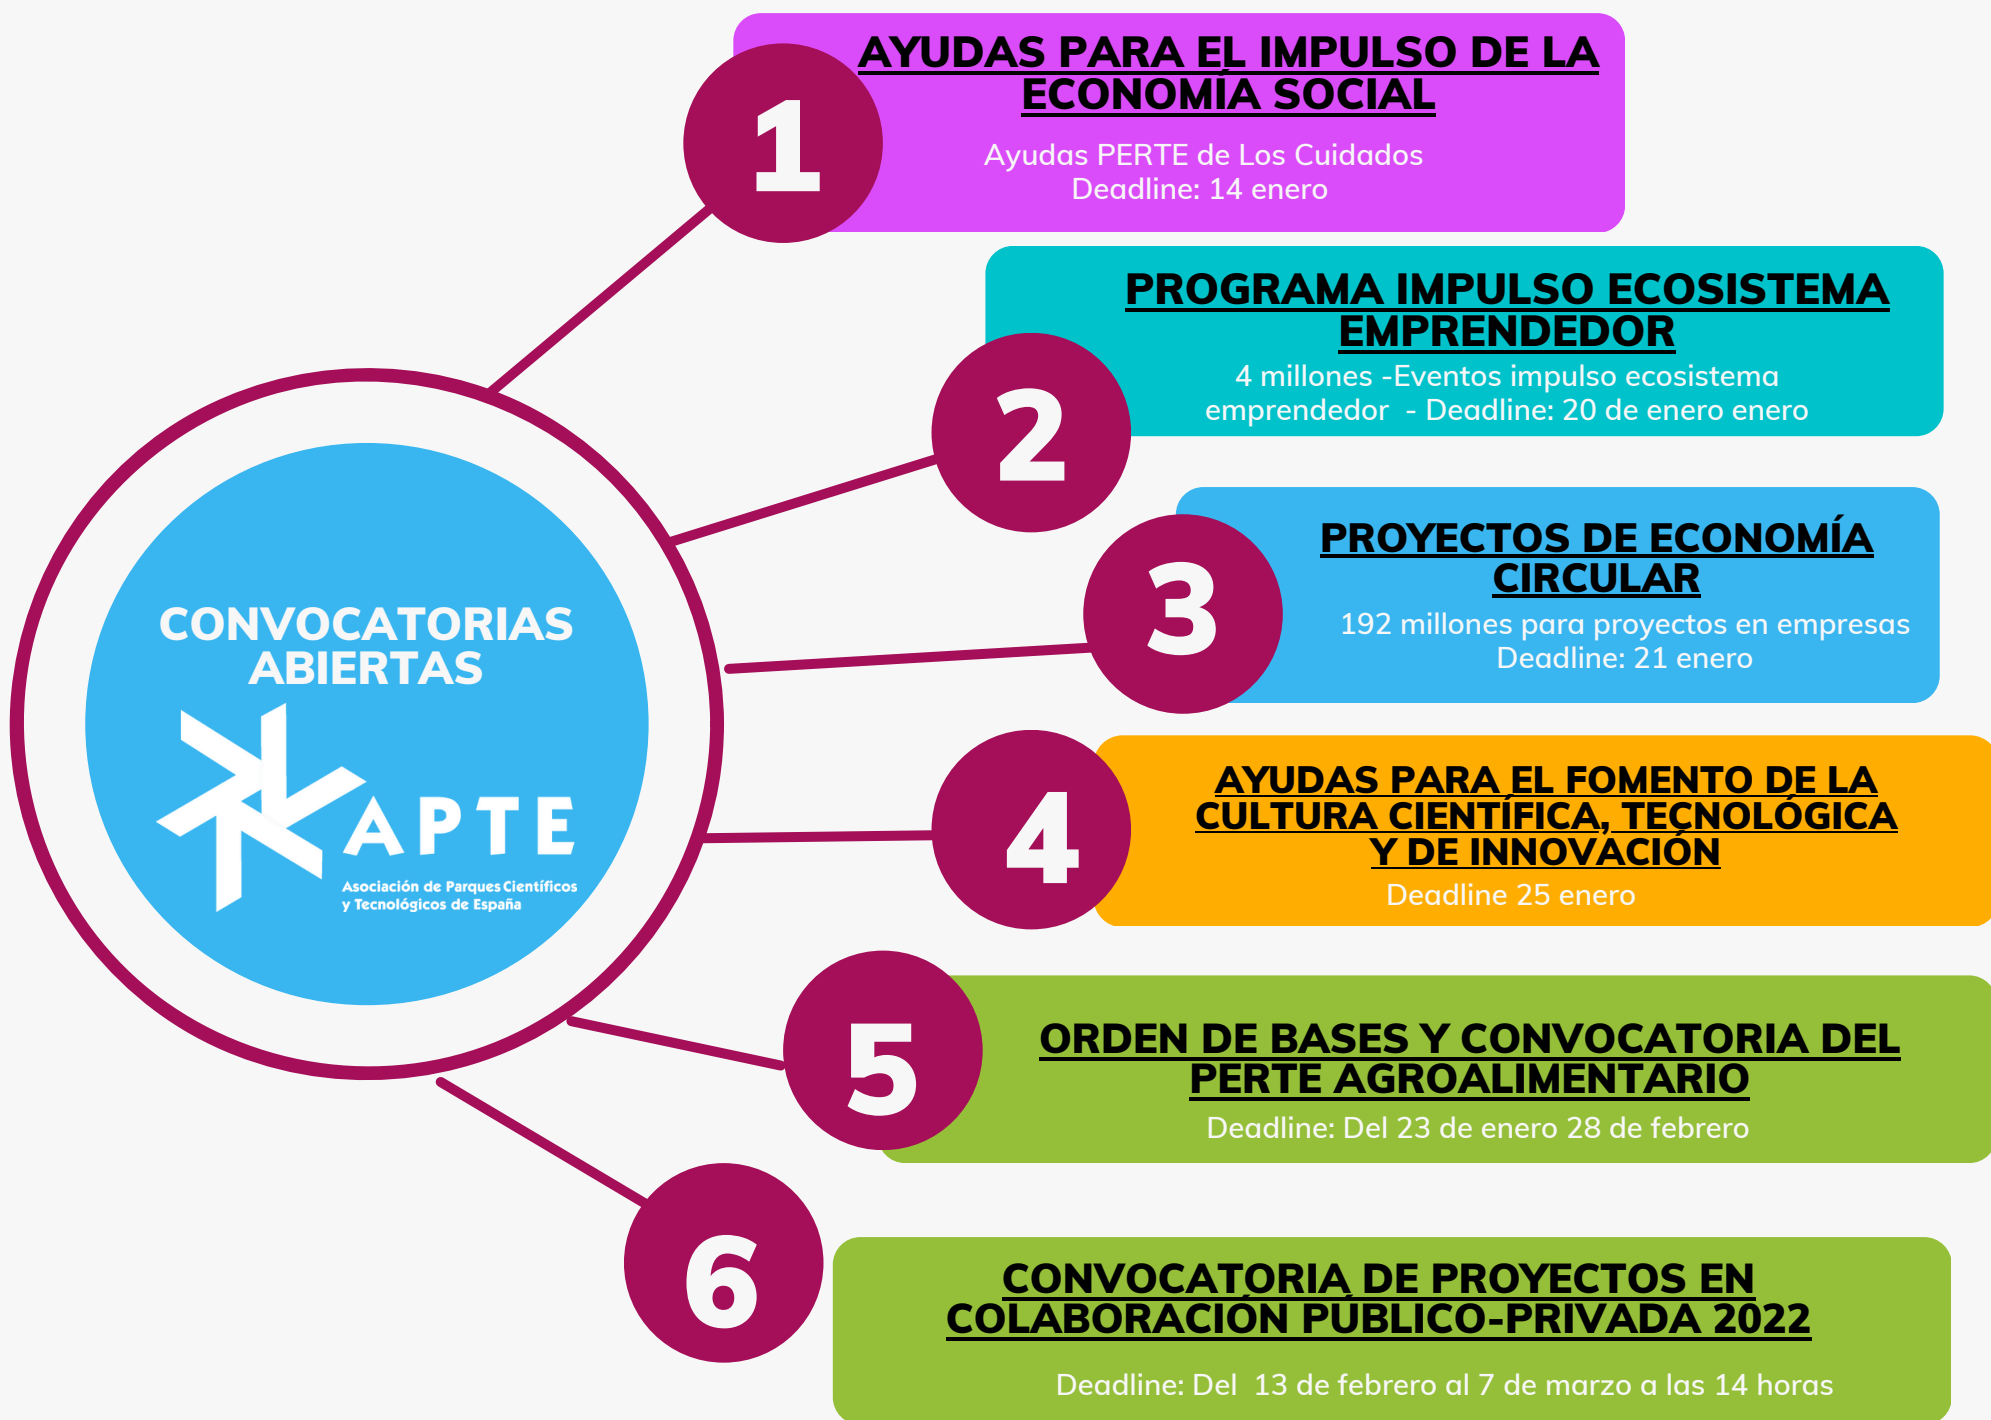 CONVOCATORIAS
ABIERTAS
APTE
Asociación de Parques Científicos
y Tecnológicos de España
1
AYUDAS PARA EL IMPULSO DE LA
ECONOMÍA SOCIAL
Ayudas PERTE de Los Cuidados
Deadline: 14 enero
2
PROGRAMA IMPULSO ECOSISTEMA
EMPRENDEDOR
4 millones -Eventos impulso ecosistema
emprendedor - Deadline: 20 de enero enero
3
PROYECTOS DE ECONOMÍA
CIRCULAR
192 millones para proyectos en empresas
Deadline: 21 enero
4
AYUDAS PARA EL FOMENTO DE LA
CULTURA CIENTÍFICA, TECNOLÓGICA
Y DE INNOVACIÓN
Deadline 25 enero
5
ORDEN DE BASES Y CONVOCATORIA DEL
PERTE AGROALIMENTARIO
Deadline: Del 23 de enero 28 de febrero
6
CONVOCATORIA DE PROYECTOS EN
COLABORACIÓN PÚBLICO-PRIVADA 2022
Deadline: Del 13 de febrero al 7 de marzo a las 14 horas